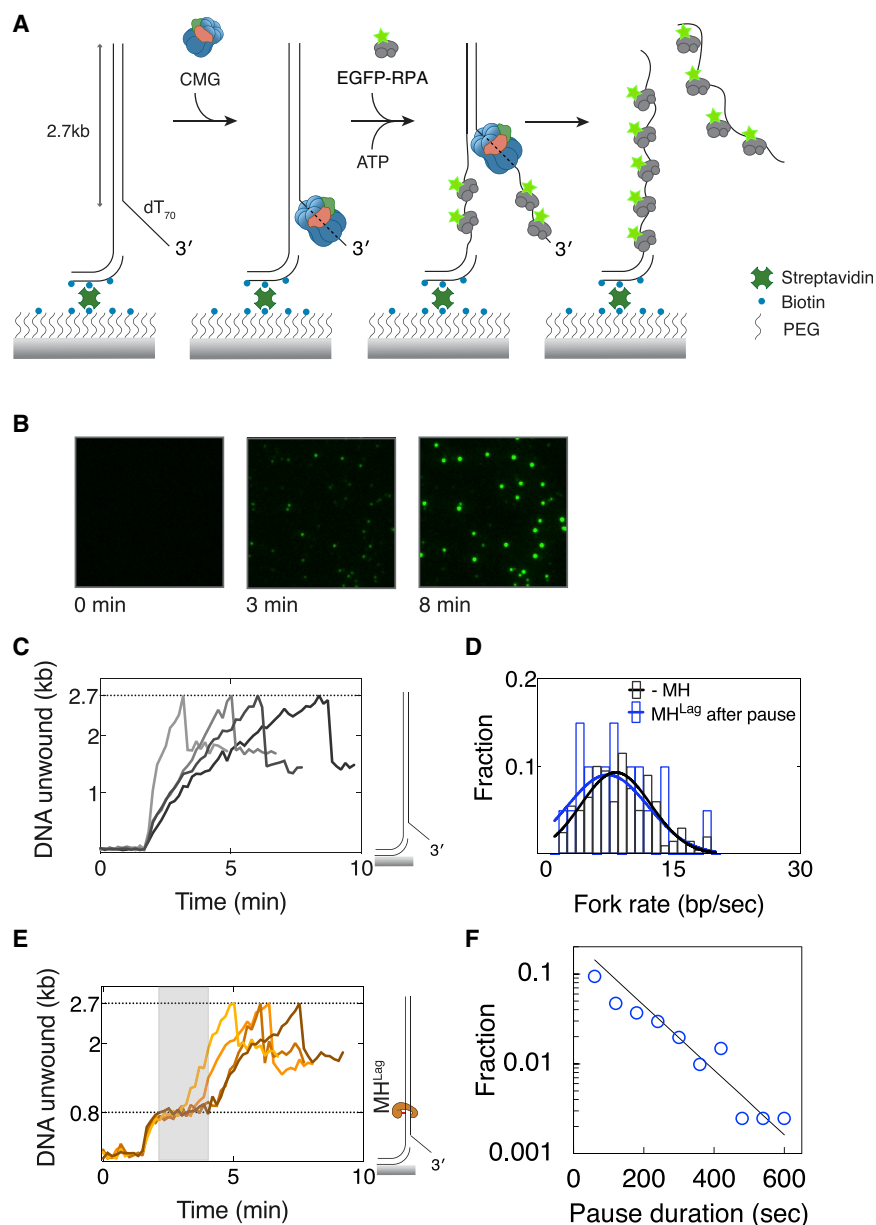 A
2.7kb
CMG
EGFP-RPA
ATP
dT70
3′
3′
3′
Streptavidin
Biotin
PEG
B
0 min
3 min
8 min
C
DNA unwound (kb)
2.7
2
1
0
5
10
Time (min)
3′
D
Fraction
0.2
0.1
0
15
30
Fork rate (bp/sec)
- MH
MHLag after pause
E
DNA unwound (kb)
2.7
2
0.8
0
5
10
Time (min)
MHLag
3′
F
Fraction
0.1
0.01
0.001
0
200
400
600
Pause duration (sec)